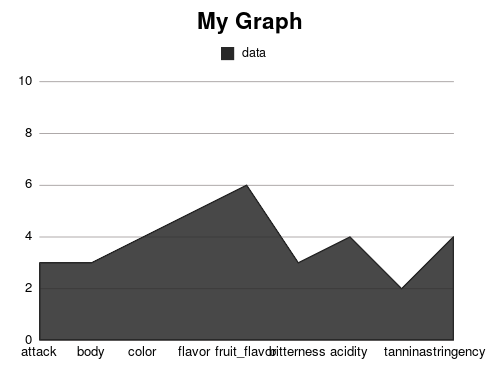 My Graph
data
10
8
6
4
2
0
attack body color flavor fruit_flavor bitterness acidity tannin astringency